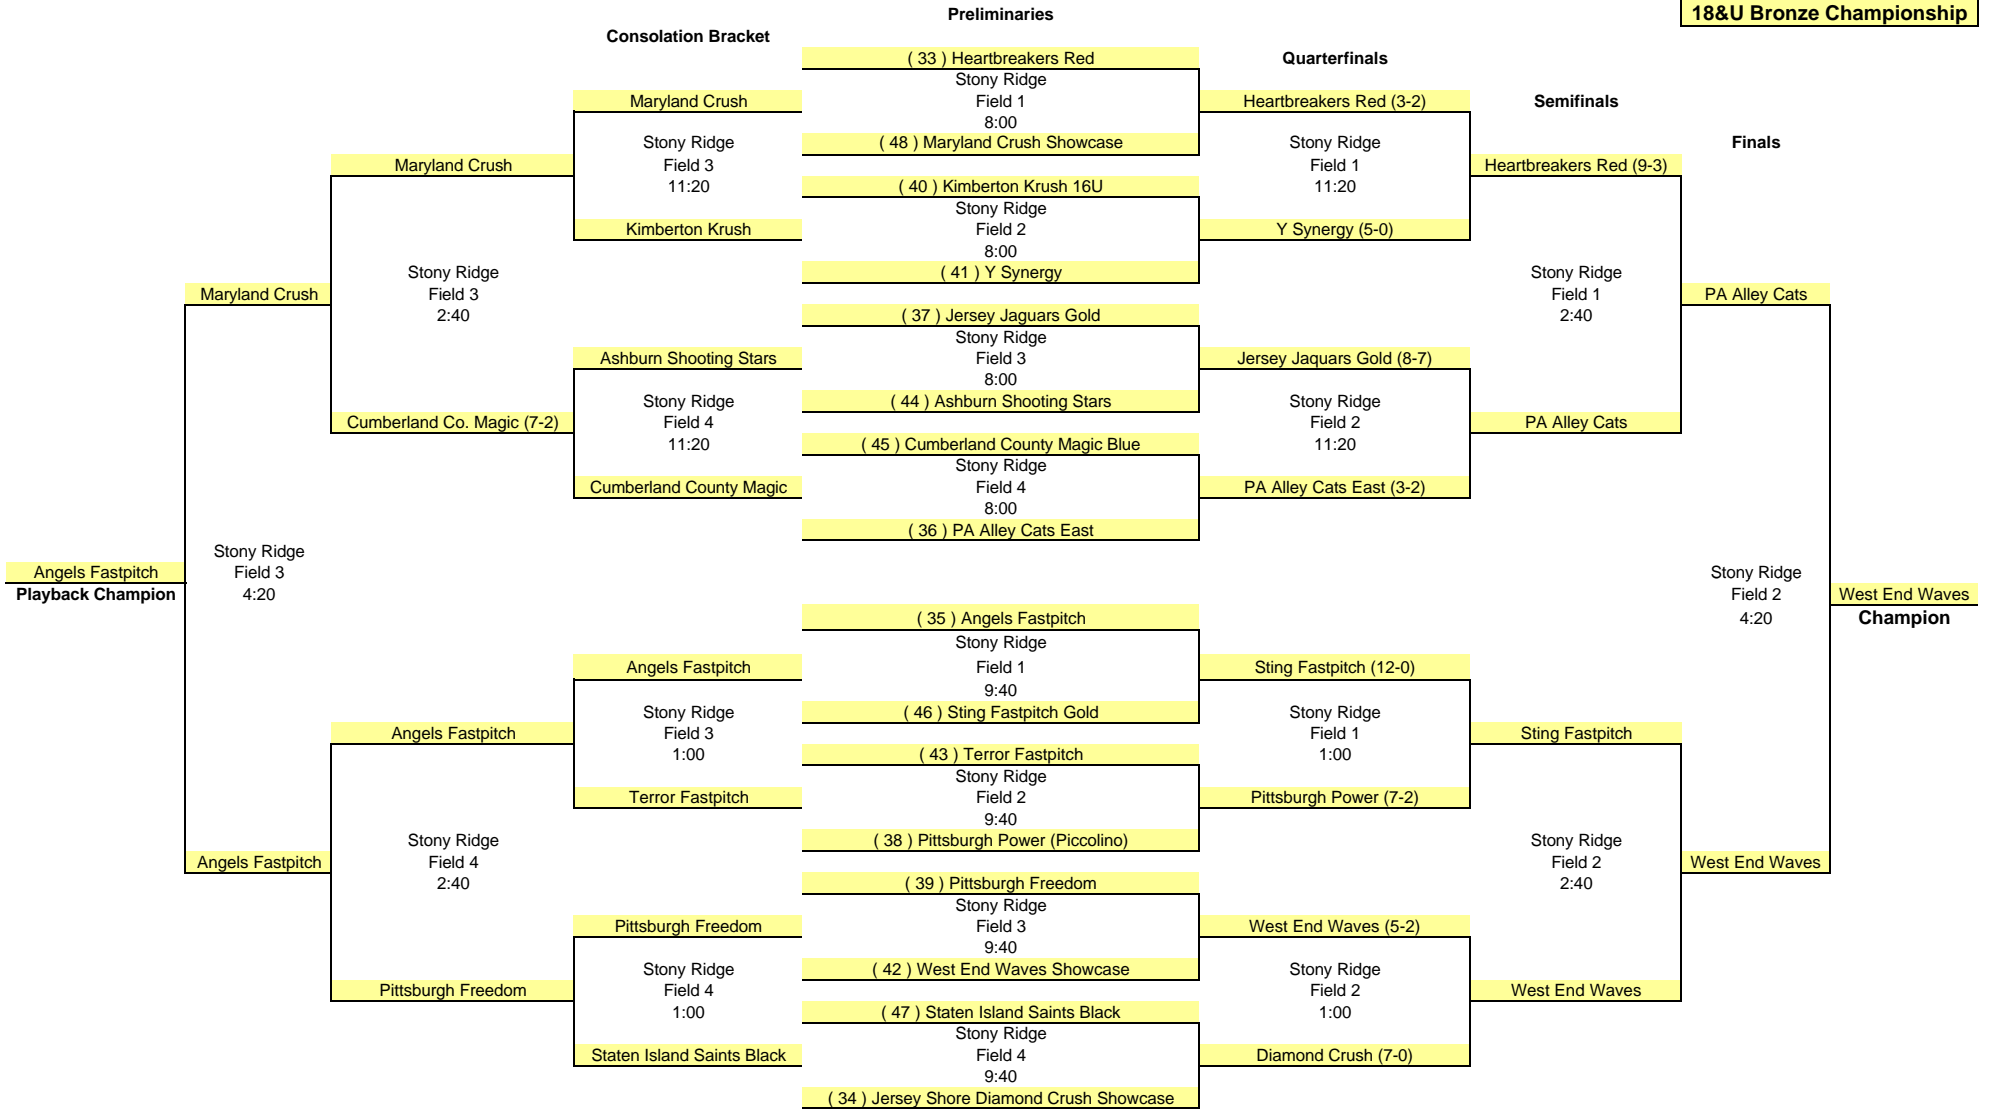 Preliminaries
18&U Bronze Championship
Consolation Bracket
( 33 ) Heartbreakers Red
Quarterfinals
Stony Ridge
Maryland Crush
Field 1
Heartbreakers Red (3-2)
Semifinals
8:00
Stony Ridge
( 48 ) Maryland Crush Showcase
Stony Ridge
Finals
Maryland Crush
Field 3
Field 1
Heartbreakers Red (9-3)
11:20
( 40 ) Kimberton Krush 16U
11:20
Stony Ridge
Kimberton Krush
Field 2
Y Synergy (5-0)
8:00
Stony Ridge
( 41 ) Y Synergy
Stony Ridge
Maryland Crush
Field 3
Field 1
PA Alley Cats
2:40
( 37 ) Jersey Jaguars Gold
2:40
Stony Ridge
Ashburn Shooting Stars
Field 3
Jersey Jaquars Gold (8-7)
8:00
Stony Ridge
( 44 ) Ashburn Shooting Stars
Stony Ridge
Cumberland Co. Magic (7-2)
Field 4
Field 2
PA Alley Cats
11:20
( 45 ) Cumberland County Magic Blue
11:20
Stony Ridge
Cumberland County Magic
Field 4
PA Alley Cats East (3-2)
8:00
( 36 ) PA Alley Cats East
Stony Ridge
Angels Fastpitch
Field 3
Stony Ridge
Playback Champion
4:20
Field 2
West End Waves
( 35 ) Angels Fastpitch
4:20
Champion
Stony Ridge
Angels Fastpitch
Field 1
Sting Fastpitch (12-0)
9:40
Stony Ridge
( 46 ) Sting Fastpitch Gold
Stony Ridge
Angels Fastpitch
Field 3
Field 1
Sting Fastpitch
1:00
( 43 ) Terror Fastpitch
1:00
Stony Ridge
Terror Fastpitch
Field 2
Pittsburgh Power (7-2)
9:40
Stony Ridge
( 38 ) Pittsburgh Power (Piccolino)
Stony Ridge
Angels Fastpitch
Field 4
Field 2
West End Waves
2:40
( 39 ) Pittsburgh Freedom
2:40
Stony Ridge
Pittsburgh Freedom
Field 3
West End Waves (5-2)
9:40
Stony Ridge
( 42 ) West End Waves Showcase
Stony Ridge
Pittsburgh Freedom
Field 4
Field 2
West End Waves
1:00
( 47 ) Staten Island Saints Black
1:00
Stony Ridge
Staten Island Saints Black
Field 4
Diamond Crush (7-0)
9:40
( 34 ) Jersey Shore Diamond Crush Showcase